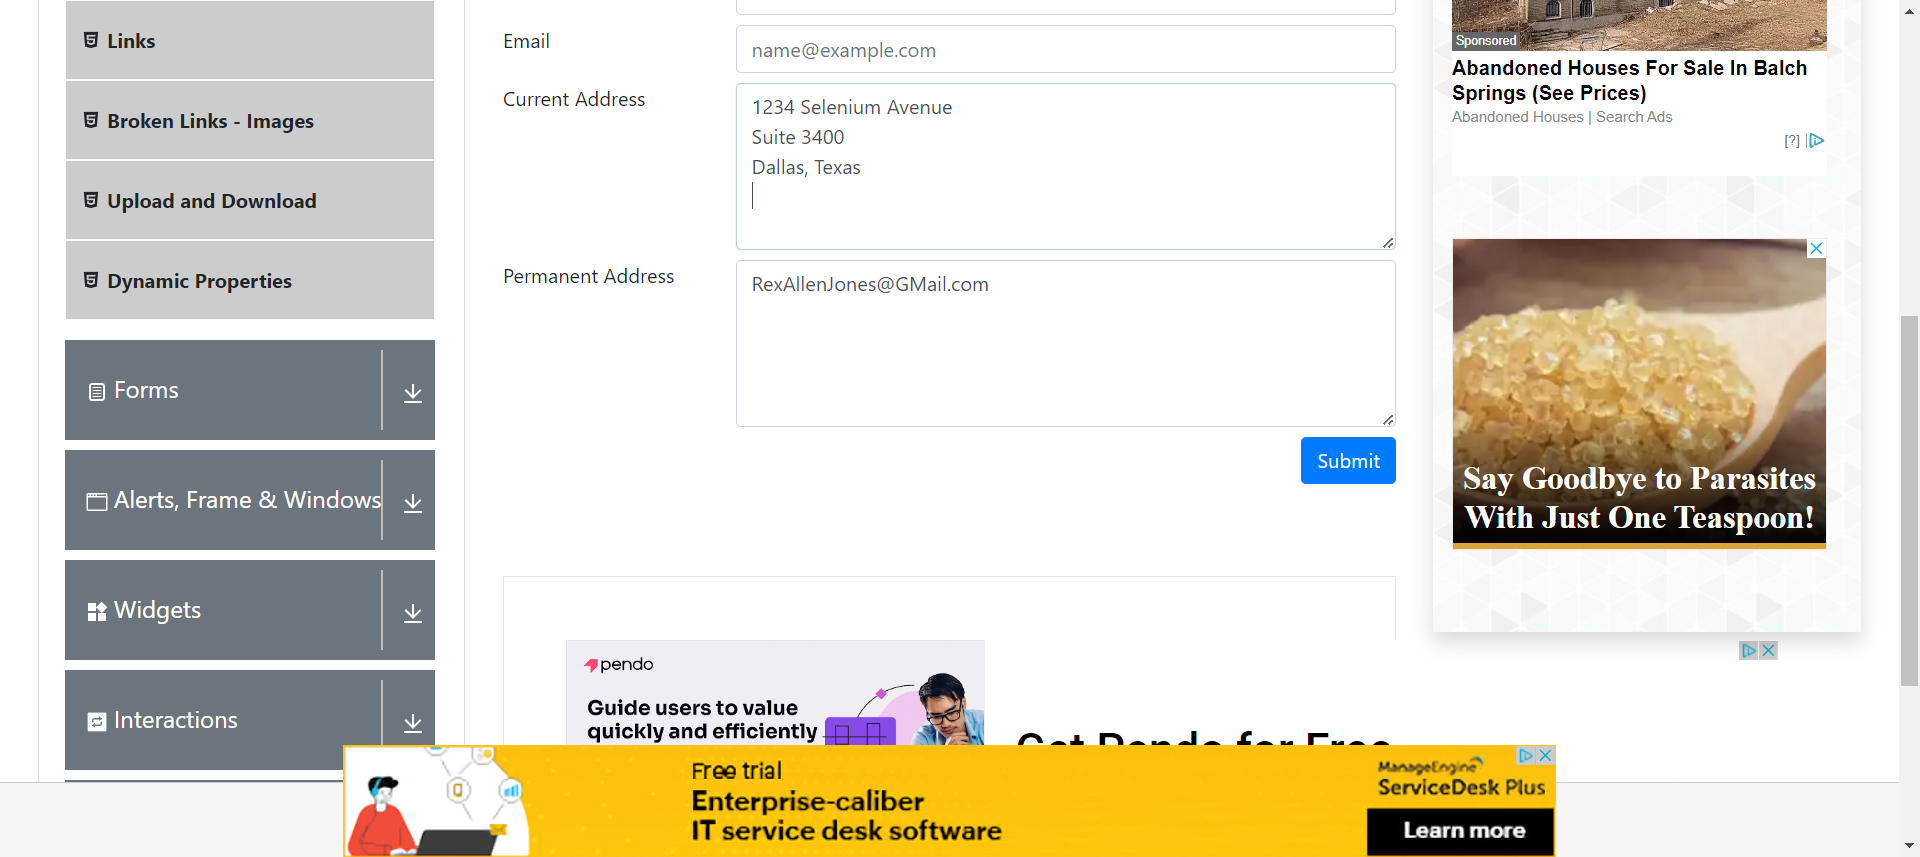 Links
Broken Links - Images
Upload and Download
Dynamic Properties
Forms
Alerts, Frame & Windows
Widgets
Interactions
Email
name@example.com
Current Address
1234 Selenium Avenue
Suite 3400
Dallas, Texas
Permanent Address
RexAllenJones@GMail.com
Submit
pendo
Guide users to value
quickly and efficiently
Get Pendo for Free
Sponsored
Abandoned Houses For Sale In Balch
Springs (See Prices)
Abandoned Houses | Search Ads
[?]
Say Goodbye to Parasites
With Just One Teaspoon!
Free trial
Enterprise-caliber
IT service desk software
ManageEngine
ServiceDesk Plus
Learn more